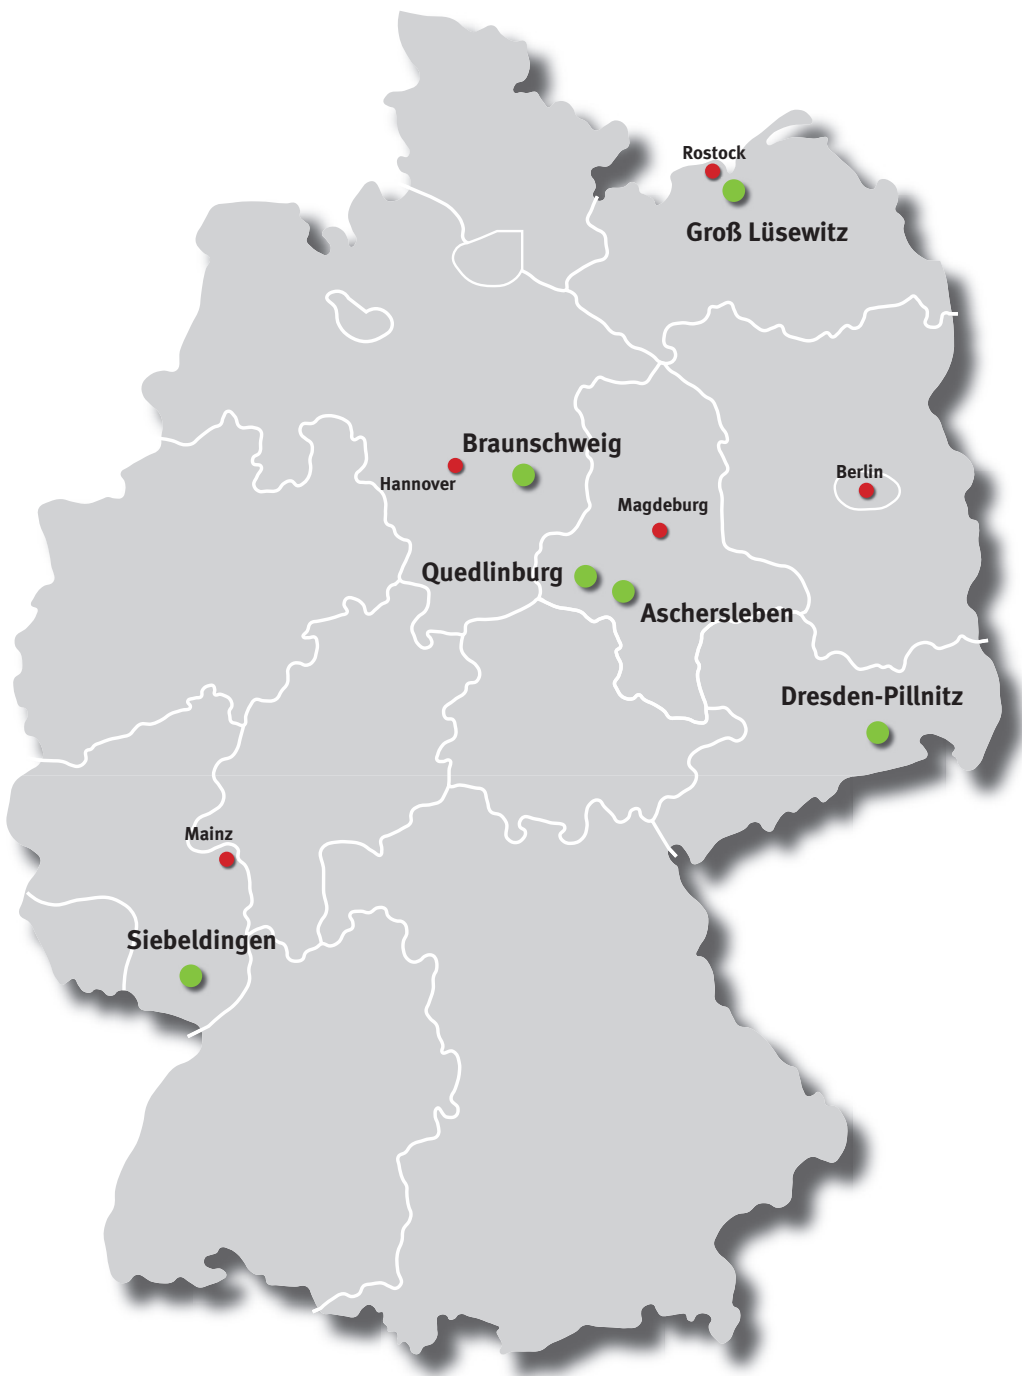 Rostock
Groß Lüsewitz
Braunschweig
Hannover
Berlin
Magdeburg
Quedlinburg
Aschersleben
Dresden-Pillnitz
Mainz
Siebeldingen